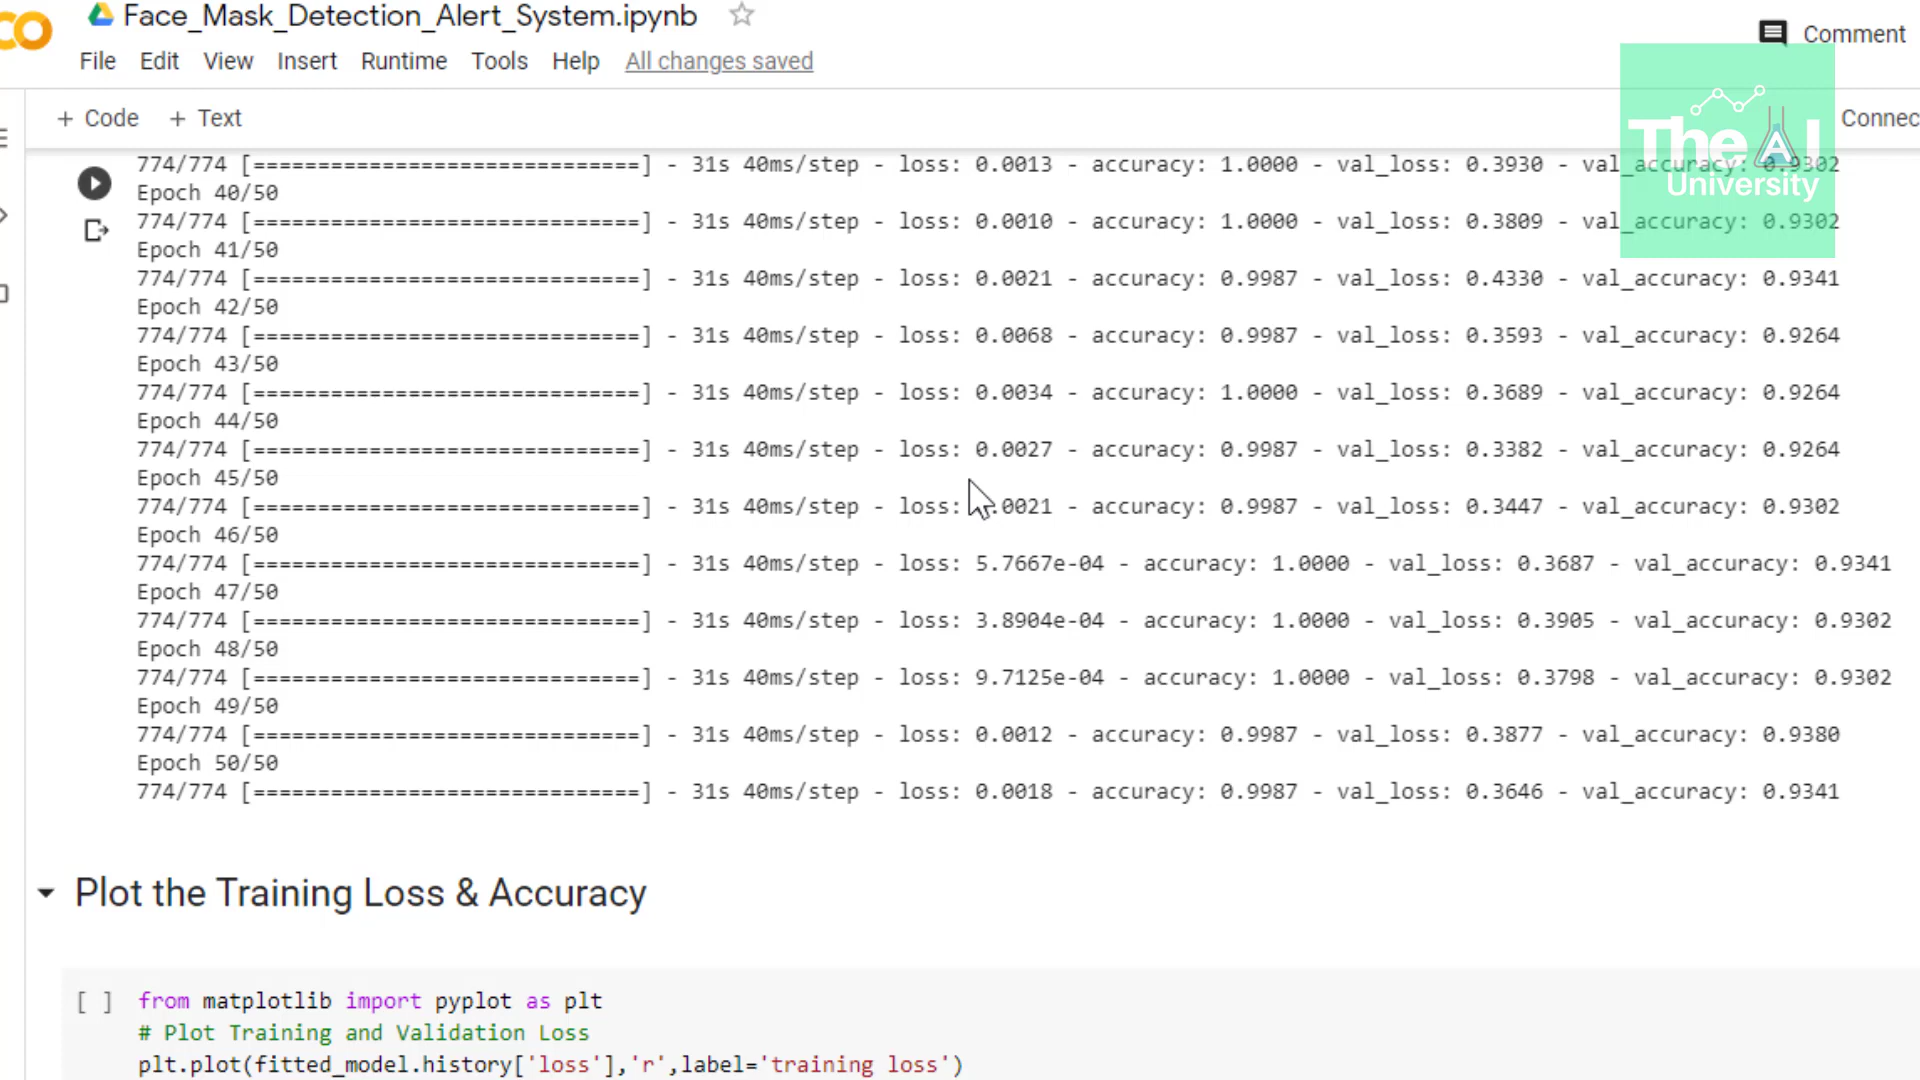 Face_Mask_Detection_Alert_System.ipynb
Comment
File Edit View Insert Runtime Tools Help All changes saved
+ Code + Text
The AI
University
774/774 [==============================] - 31s 40ms/step - loss: 0.0013 - accuracy: 1.0000 - val_loss: 0.3930 - val_accuracy: 0.9302
Epoch 40/50
774/774 [==============================] - 31s 40ms/step - loss: 0.0010 - accuracy: 1.0000 - val_loss: 0.3809 - val_accuracy: 0.9302
Epoch 41/50
774/774 [==============================] - 31s 40ms/step - loss: 0.0021 - accuracy: 0.9987 - val_loss: 0.4330 - val_accuracy: 0.9341
Epoch 42/50
774/774 [==============================] - 31s 40ms/step - loss: 0.0068 - accuracy: 0.9987 - val_loss: 0.3593 - val_accuracy: 0.9264
Epoch 43/50
774/774 [==============================] - 31s 40ms/step - loss: 0.0034 - accuracy: 1.0000 - val_loss: 0.3689 - val_accuracy: 0.9264
Epoch 44/50
774/774 [==============================] - 31s 40ms/step - loss: 0.0027 - accuracy: 0.9987 - val_loss: 0.3382 - val_accuracy: 0.9264
Epoch 45/50
774/774 [==============================] - 31s 40ms/step - loss: .0021 - accuracy: 0.9987 - val_loss: 0.3447 - val_accuracy: 0.9302
Epoch 46/50
774/774 [==============================] - 31s 40ms/step - loss: 5.7667e-04 - accuracy: 1.0000 - val_loss: 0.3687 - val_accuracy: 0.9341
Epoch 47/50
774/774 [==============================] - 31s 40ms/step - loss: 3.8904e-04 - accuracy: 1.0000 - val_loss: 0.3905 - val_accuracy: 0.9302
Epoch 48/50
774/774 [==============================] - 31s 40ms/step - loss: 9.7125e-04 - accuracy: 1.0000 - val_loss: 0.3798 - val_accuracy: 0.9302
Epoch 49/50
774/774 [==============================] - 31s 40ms/step - loss: 0.0012 - accuracy: 0.9987 - val_loss: 0.3877 - val_accuracy: 0.9380
Epoch 50/50
774/774 [==============================] - 31s 40ms/step - loss: 0.0018 - accuracy: 0.9987 - val_loss: 0.3646 - val_accuracy: 0.9341
Plot the Training Loss & Accuracy
[ ] from matplotlib import pyplot as plt
# Plot Training and Validation Loss
plt.plot(fitted_model.history['loss'],'r',label='training loss')